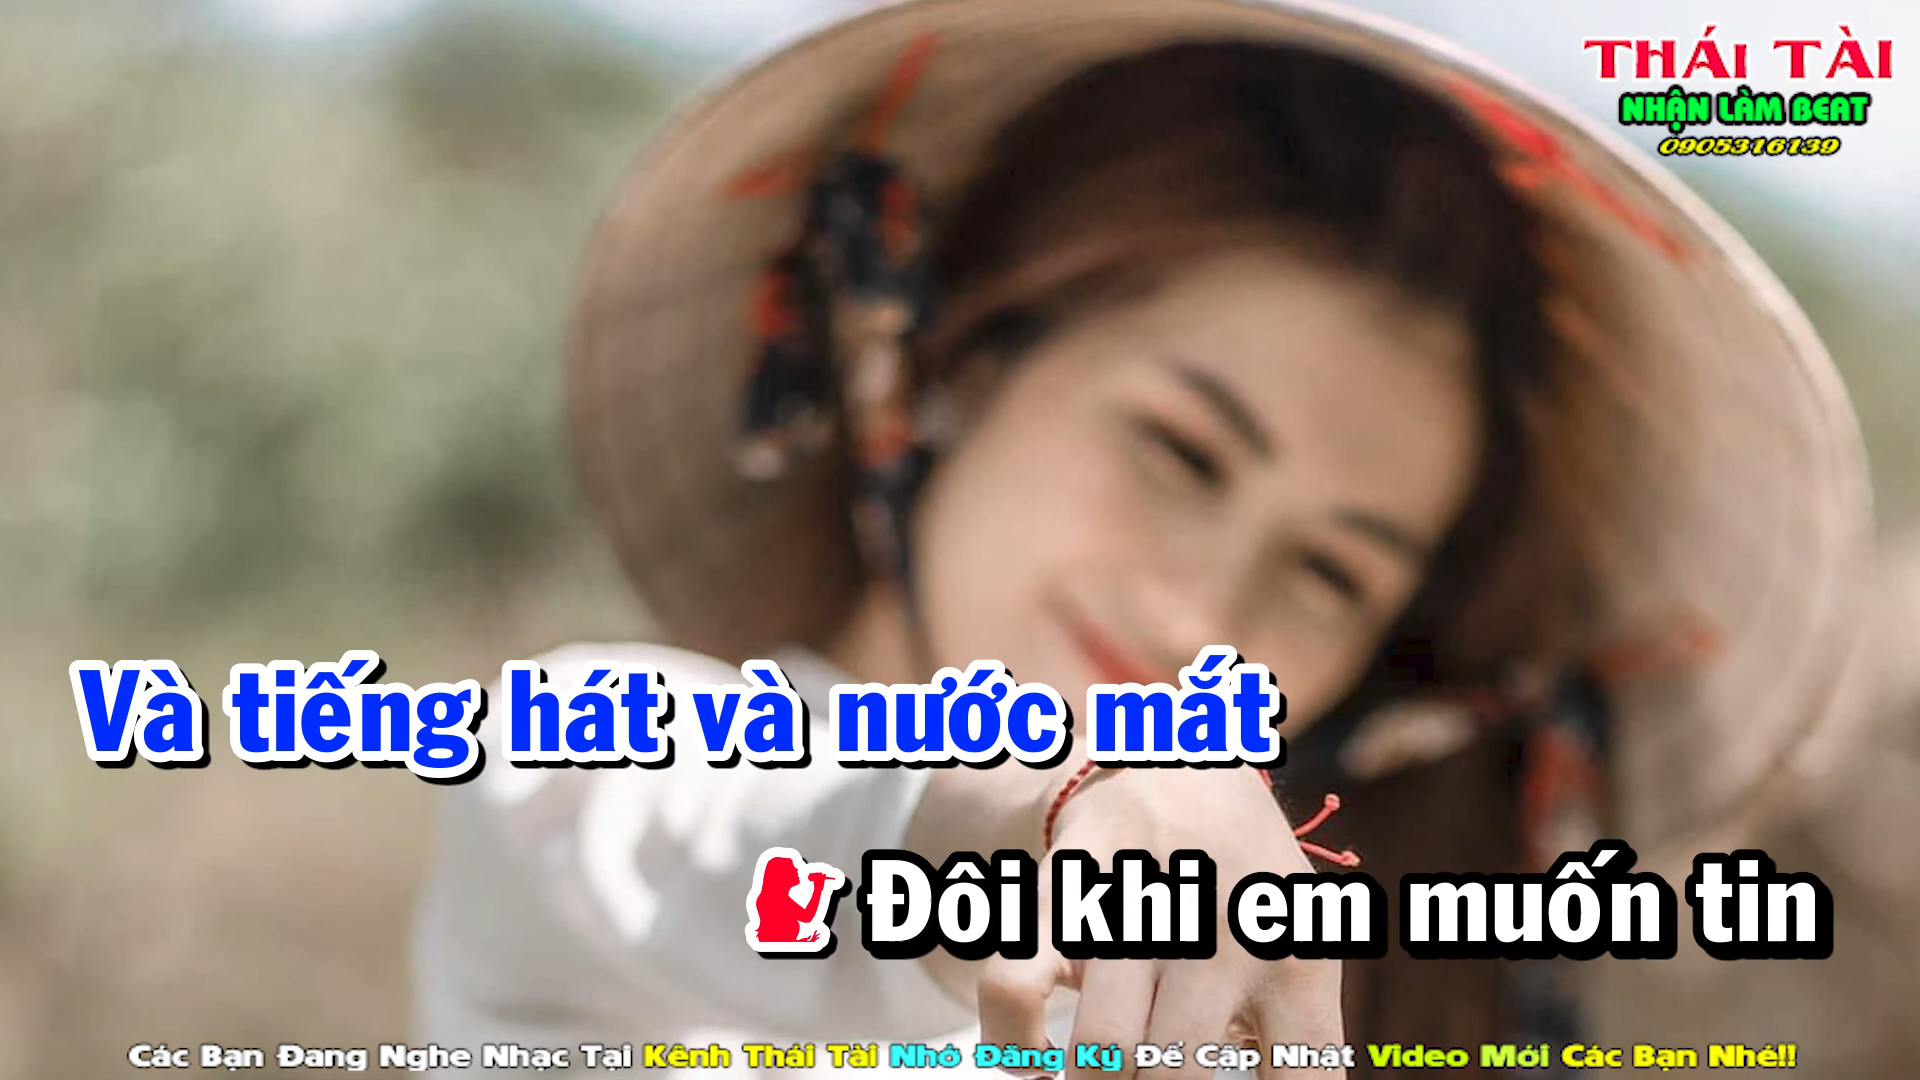 THÁi TÀI
NHẬN LÀM BEAT
0905316139
Và tiếng hát và nước mắt
Đôi khi em muốn tin
Các Bạn Đang Nghe Nhạc Tại Kênh Thái Tài Nhớ Đăng Ký Để Cập Nhật Video Mới Các Bạn Nhé!!